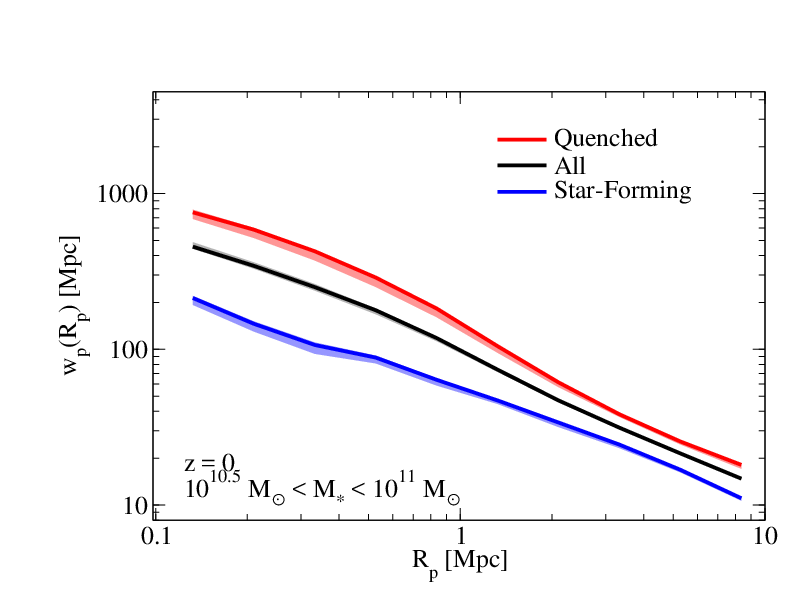 Quenched
All
Star-Forming
1000
100
10
w_p(R_p) [Mpc]
z = 0
10^10.5 M_⊙ < M_* < 10^11 M_⊙
0.1 1 10
R_p [Mpc]